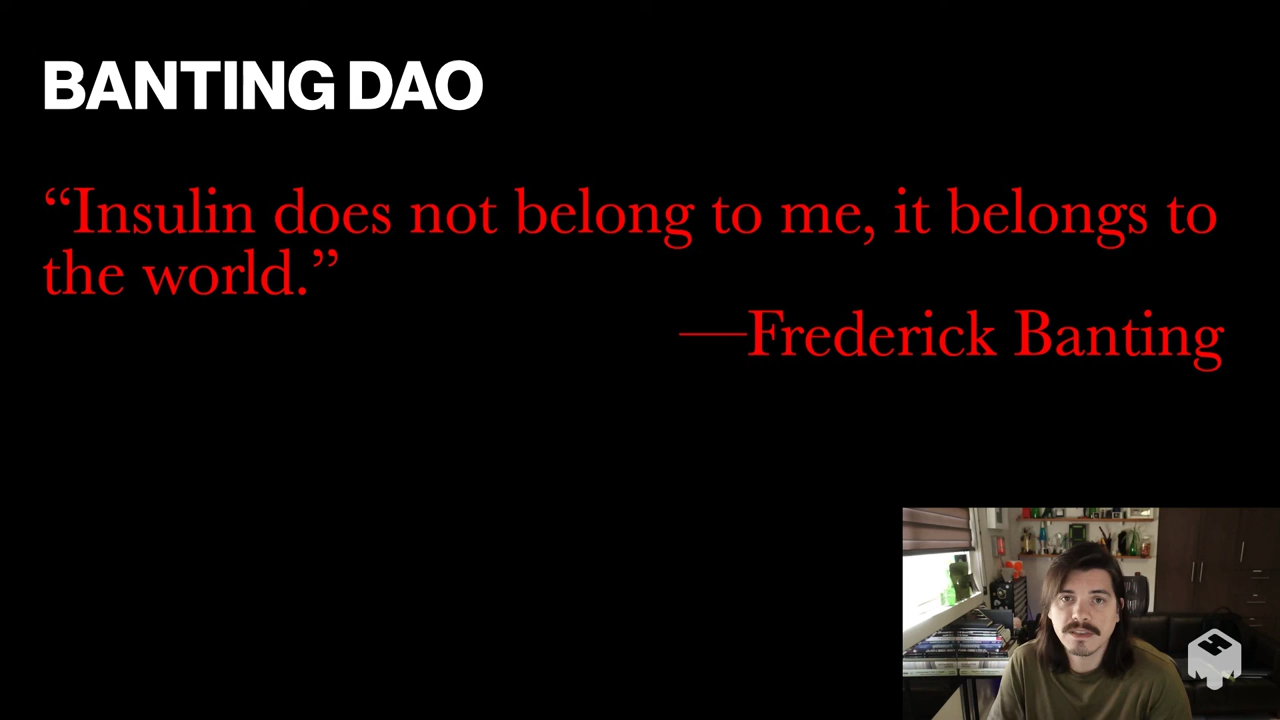 BANTING DAO
“Insulin does not belong to me, it belongs to
the world.”
—Frederick Banting